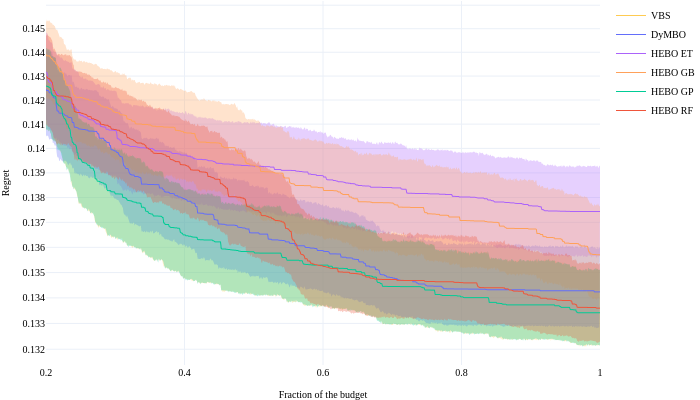 0.145
0.144
0.143
0.142
0.141
0.14
0.139
0.138
0.137
0.136
0.135
0.134
0.133
0.132
Regret
0.2
0.4
0.6
0.8
1
Fraction of the budget
VBS
DyMBO
HEBO ET
HEBO GB
HEBO GP
HEBO RF